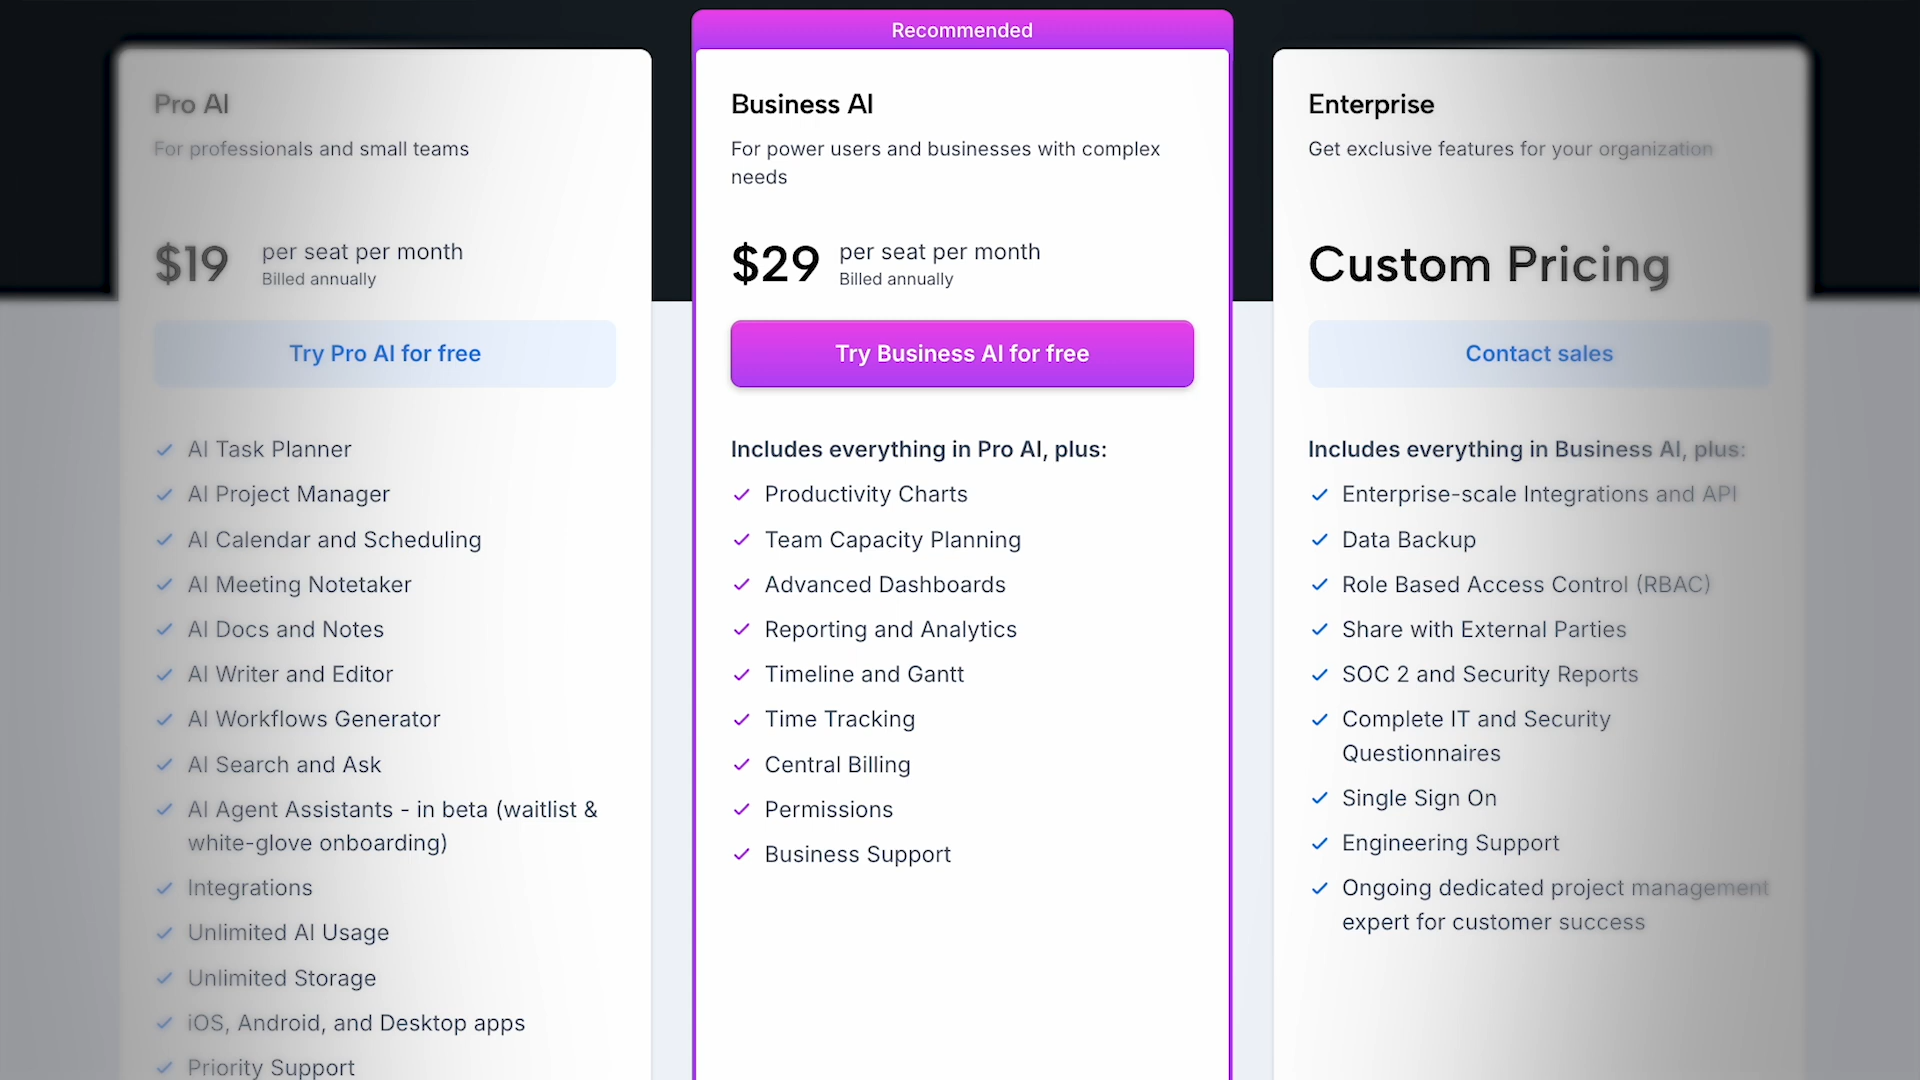 Recommended
Pro AI
For professionals and small teams
$19
per seat per month
Billed annually
Try Pro AI for free
AI Task Planner
AI Project Manager
AI Calendar and Scheduling
AI Meeting Notetaker
AI Docs and Notes
AI Writer and Editor
AI Workflows Generator
AI Search and Ask
AI Agent Assistants - in beta (waitlist &
white-glove onboarding)
Integrations
Unlimited AI Usage
Unlimited Storage
iOS, Android, and Desktop apps
Priority Support
Business AI
For power users and businesses with complex
needs
$29
per seat per month
Billed annually
Try Business AI for free
Includes everything in Pro AI, plus:
Productivity Charts
Team Capacity Planning
Advanced Dashboards
Reporting and Analytics
Timeline and Gantt
Time Tracking
Central Billing
Permissions
Business Support
Enterprise
Get exclusive features for your organization
Custom Pricing
Contact sales
Includes everything in Business AI, plus:
Enterprise-scale Integrations and API
Data Backup
Role Based Access Control (RBAC)
Share with External Parties
SOC 2 and Security Reports
Complete IT and Security
Questionnaires
Single Sign On
Engineering Support
Ongoing dedicated project management
expert for customer success